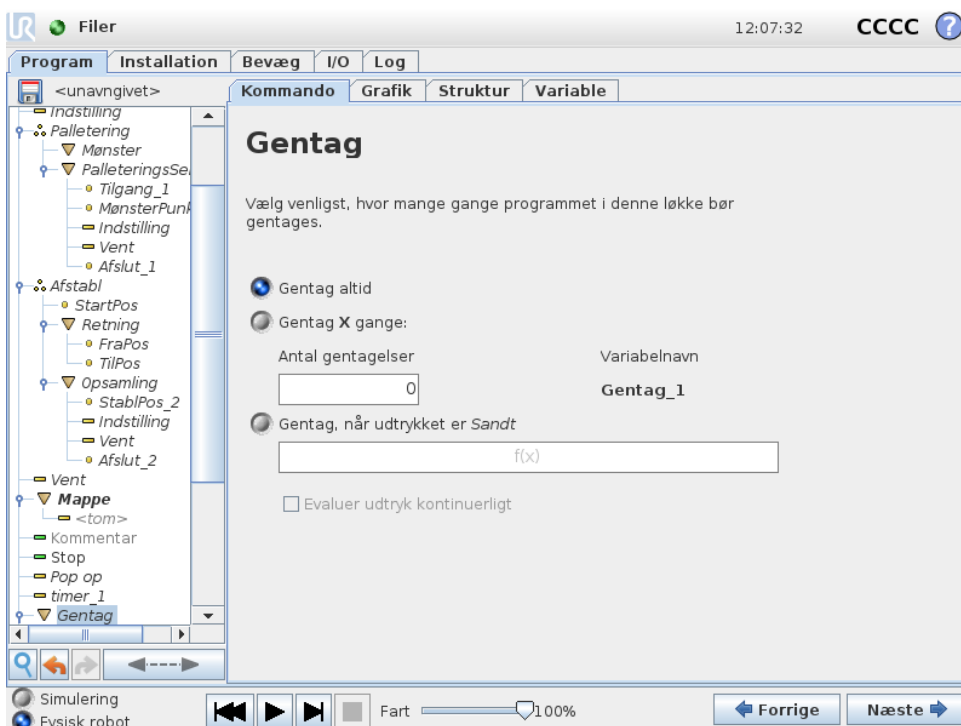 UR Filer 12:07:32 CCCC ?
Program Installation Bevæg I/O Log
<unavngivet>
Kommando Grafik Struktur Variable
Indstilling
Palletering
Mønster
PalleteringsSe
Tilgang_1
MønsterPunk
Indstilling
Vent
Afslut_1
Afstabl
StartPos
Retning
FraPos
TilPos
Opsamling
StablPos_2
Indstilling
Vent
Afslut_2
Vent
Mappe
<tom>
Kommentar
Stop
Pop op
timer_1
Gentag
Gentag
Vælg venligst, hvor mange gange programmet i denne løkke bør
gentages.
Gentag altid
Gentag X gange:
Antal gentagelser Variabelnavn
0 Gentag_1
Gentag, når udtrykket er Sandt
f(x)
Evaluer udtryk kontinuerligt
Simulering
Fysisk robot
Fart 100%
Forrige Næste